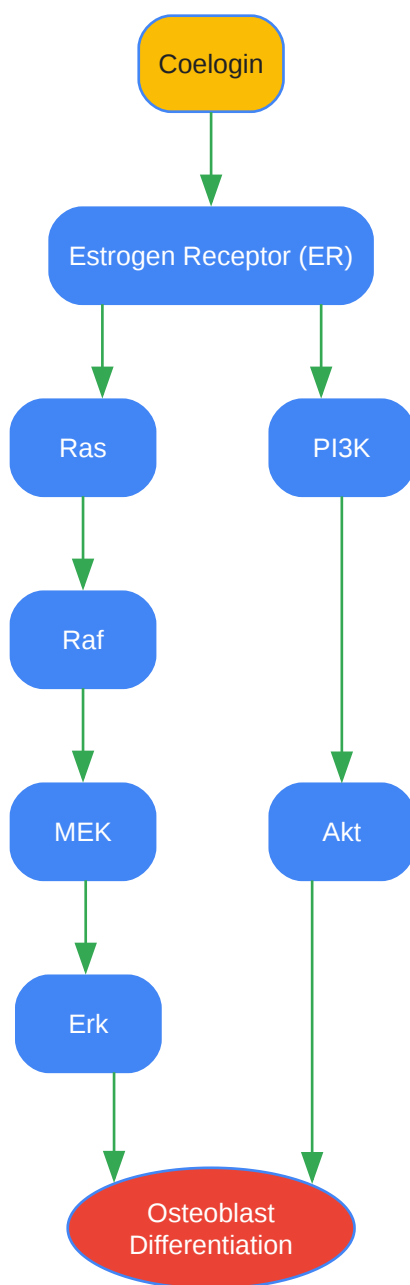 Coelogin
Estrogen Receptor (ER)
Ras
PI3K
Raf
MEK
Akt
Erk
Osteoblast
Differentiation